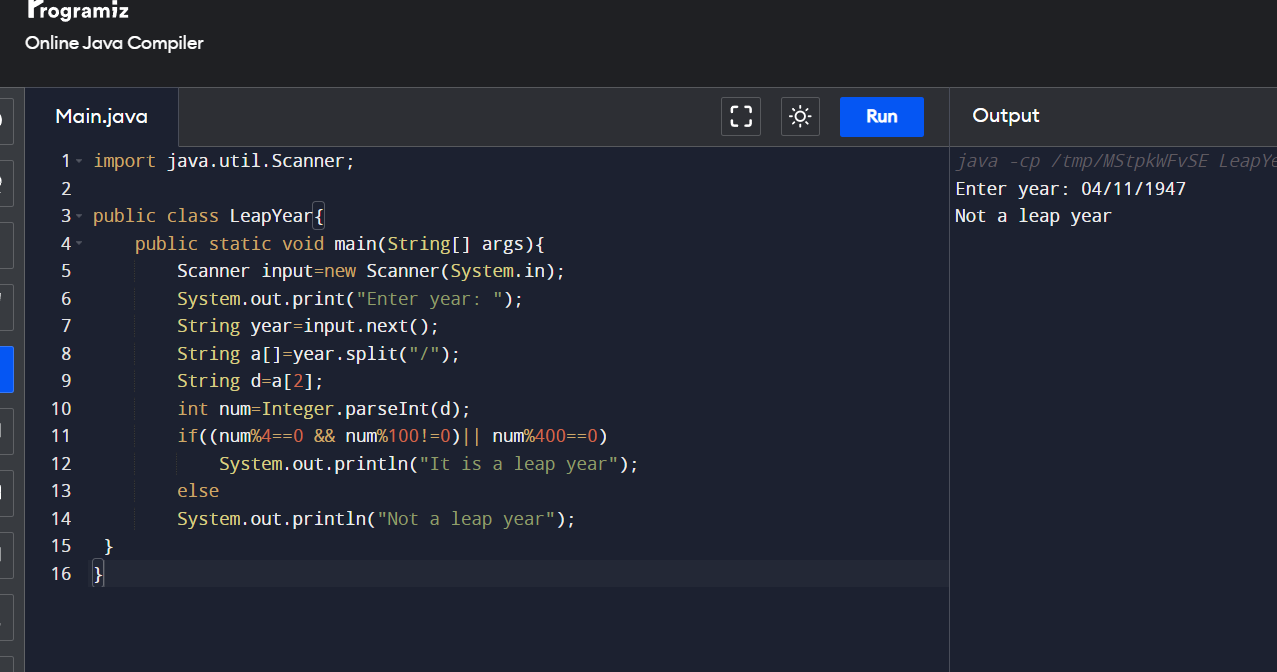 Programiz
Online Java Compiler
Main.java
Run
Output
1 import java.util.Scanner;
2
3 public class LeapYear{
4     public static void main(String[] args){
5         Scanner input=new Scanner(System.in);
6         System.out.print("Enter year: ");
7         String year=input.next();
8         String a[]=year.split("/");
9         String d=a[2];
10         int num=Integer.parseInt(d);
11         if((num%4==0 && num%100!=0)|| num%400==0)
12             System.out.println("It is a leap year");
13         else
14         System.out.println("Not a leap year");
15  }
16 }
java -cp /tmp/MStpkWFvSE LeapYe
Enter year: 04/11/1947
Not a leap year